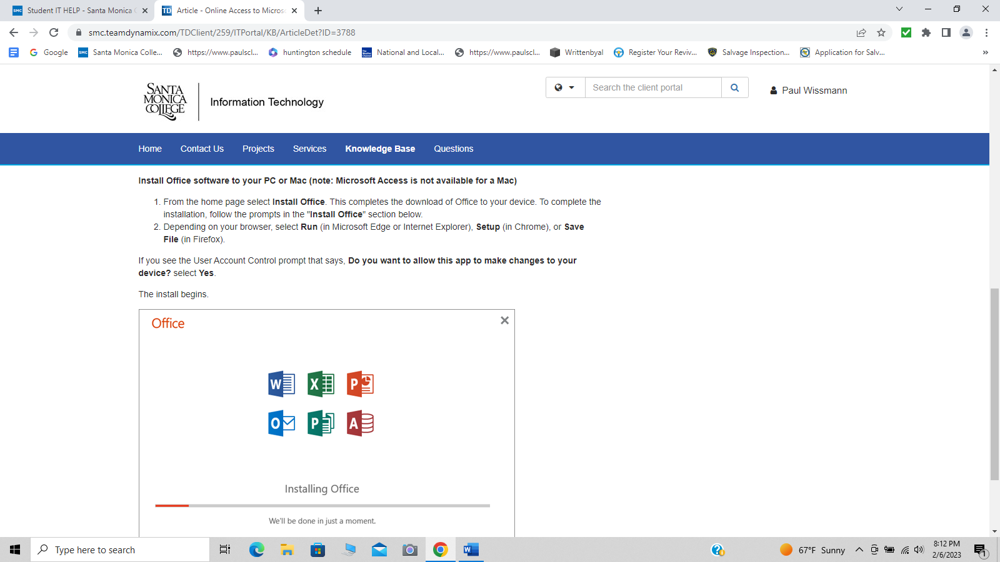 Student IT HELP - Santa Monica
Article - Online Access to Micros
smc.teamdynamix.com/TDClient/259/ITPortal/KB/ArticleDet?ID=3788
Google
SMC Santa Monica Colle...
https://www.paulscl...
huntington schedule
National and Local...
https://www.paulscl...
Writtenbyal
Register Your Reviv...
Salvage Inspection...
Application for Salv...
»
SANTA
MONICA
COLLEGE
Information Technology
Search the client portal
Paul Wissmann
Home
Contact Us
Projects
Services
Knowledge Base
Questions
Install Office software to your PC or Mac (note: Microsoft Access is not available for a Mac)
1. From the home page select Install Office. This completes the download of Office to your device. To complete the
installation, follow the prompts in the "Install Office" section below.
2. Depending on your browser, select Run (in Microsoft Edge or Internet Explorer), Setup (in Chrome), or Save
File (in Firefox).
If you see the User Account Control prompt that says, Do you want to allow this app to make changes to your
device? select Yes.
The install begins.
Office
W X P
O P A
Installing Office
We'll be done in just a moment.
Type here to search
67°F Sunny
8:12 PM
2/6/2023
1